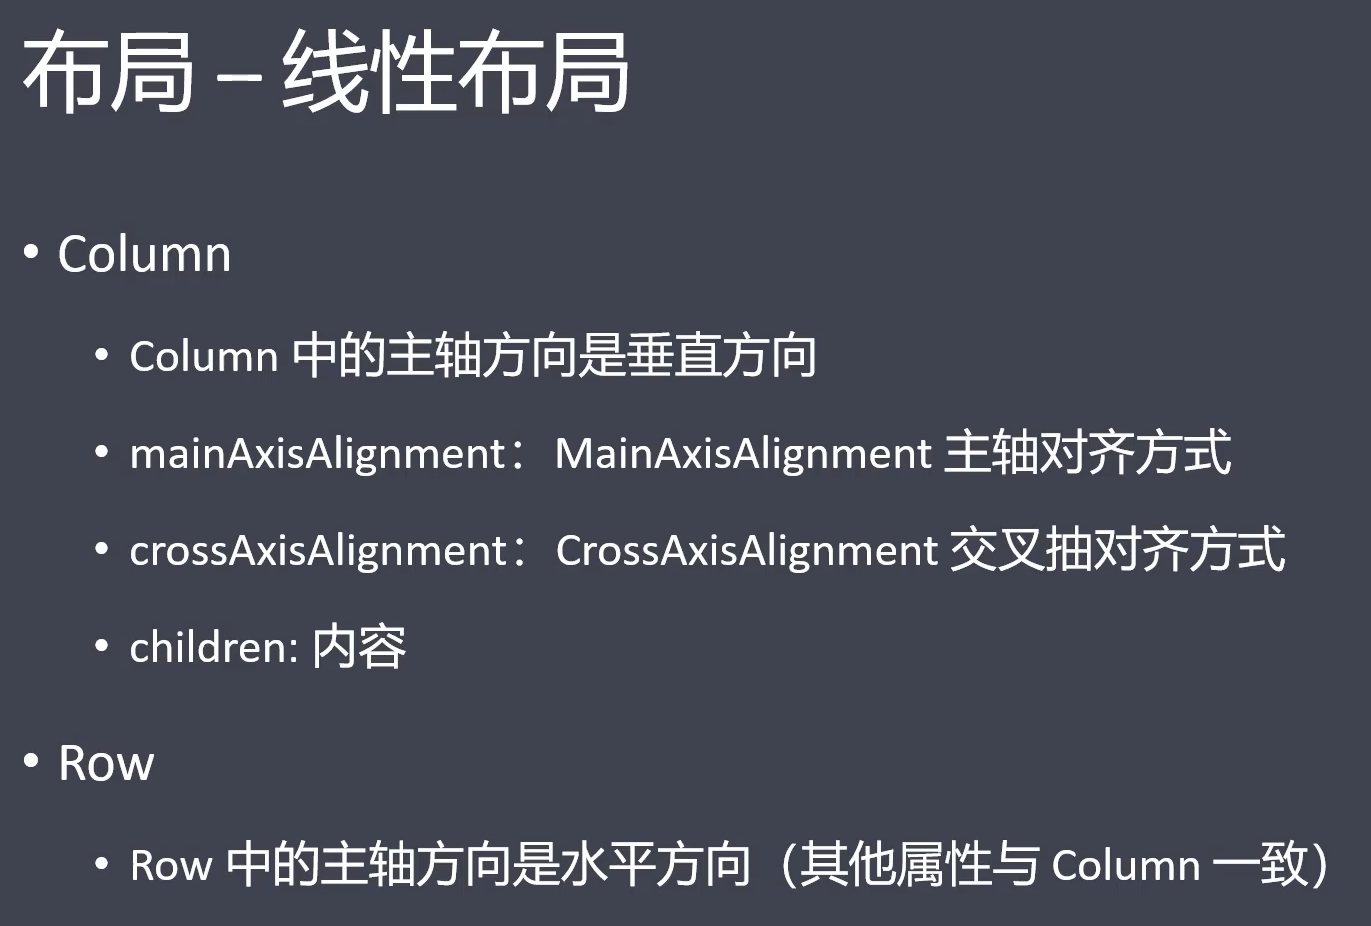 布局 – 线性布局
• Column
• Column 中的主轴方向是垂直方向
• mainAxisAlignment： MainAxisAlignment 主轴对齐方式
• crossAxisAlignment： CrossAxisAlignment 交叉抽对齐方式
• children: 内容
• Row
• Row 中的主轴方向是水平方向（其他属性与 Column 一致）